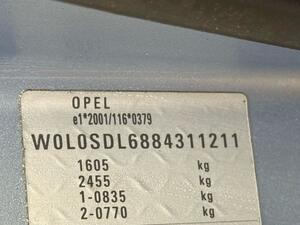 OPEL
e1*2001/116*0379
W0L0SDL6884311211
1605 kg
2455 kg
1-0835 kg
2-0770 kg